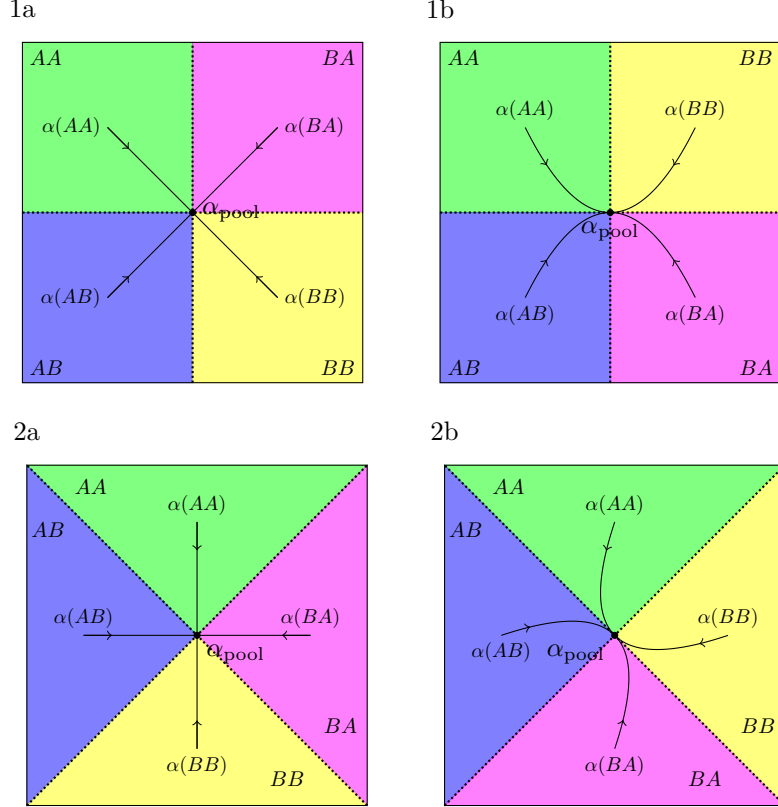 1a
AA
BA
α(AA)
α(BA)
α_pool
α(AB)
α(BB)
AB
BB
1b
AA
BB
α(AA)
α(BB)
α_pool
α(AB)
α(BA)
AB
BA
2a
AA
α(AA)
AB
α(AB)
α(BA)
α_pool
BA
α(BB)
BB
2b
AA
α(AA)
AB
α(BB)
α(AB)
α_pool
BB
α(BA)
BA